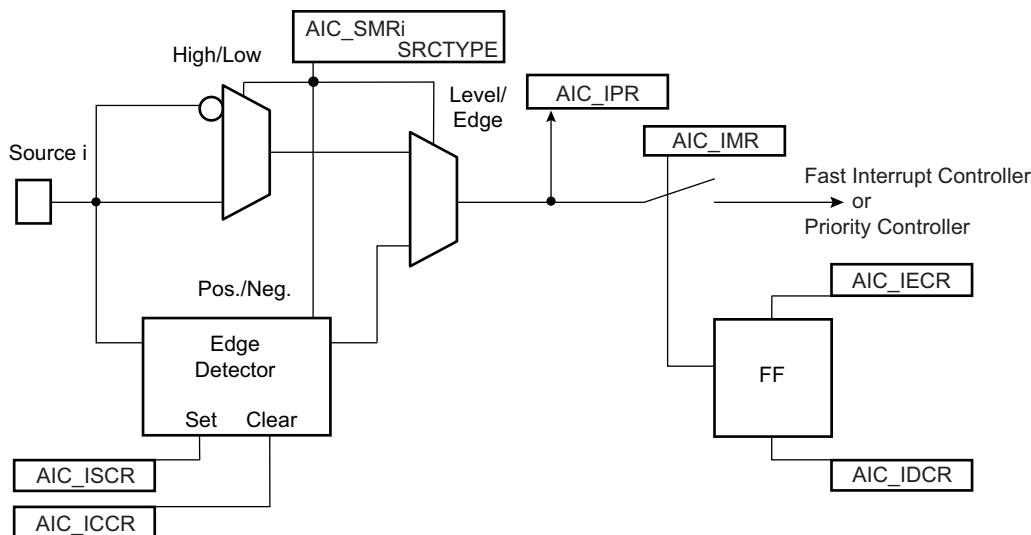 AIC_SMRi
SRCTYPE
High/Low
Level/
Edge
AIC_IPR
AIC_IMR
Source i
Fast Interrupt Controller
or
Priority Controller
Pos./Neg.
AIC_IECR
Edge
Detector
FF
Set Clear
AIC_ISCR
AIC_IDCR
AIC_ICCR